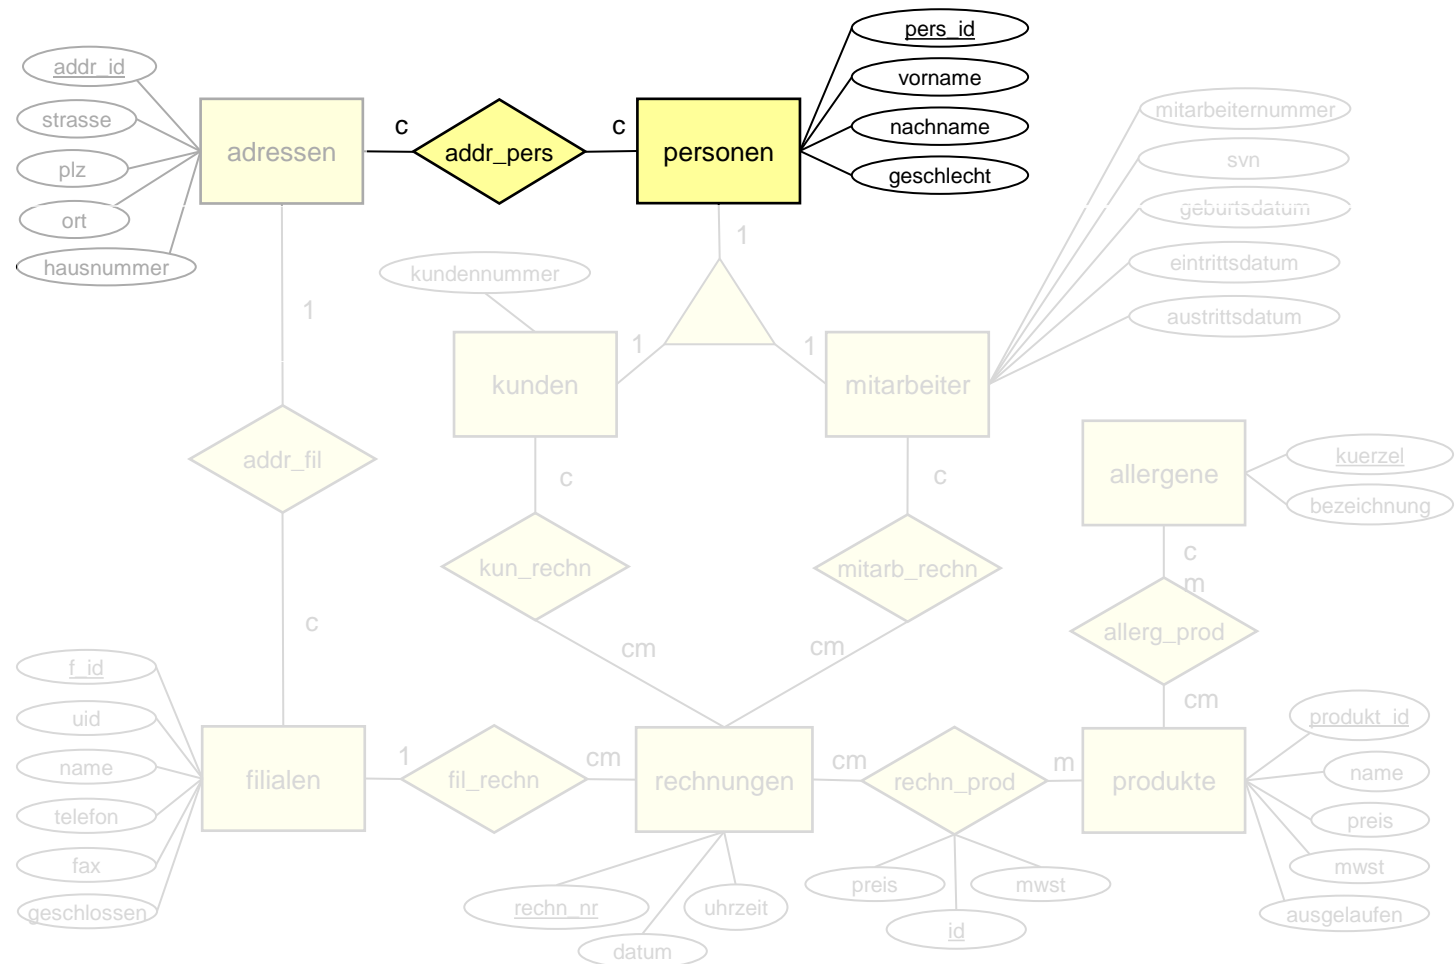 pers_id
addr_id
vorname
mitarbeiternummer
strasse
c
c
nachname
adressen
addr_pers
personen
svn
plz
geschlecht
ort
geburtsdatum
1
hausnummer
kundennummer
eintrittsdatum
1
austrittsdatum
1
1
kunden
mitarbeiter
addr_fil
kuerzel
c
c
allergene
bezeichnung
kun_rechn
mitarb_rechn
c
m
c
allerg_prod
cm
cm
f_id
cm
produkt_id
uid
1
cm
cm
m
name
filialen
fil_rechn
rechnungen
rechn_prod
produkte
name
telefon
preis
fax
mwst
preis
mwst
geschlossen
rechn_nr
uhrzeit
ausgelaufen
id
datum